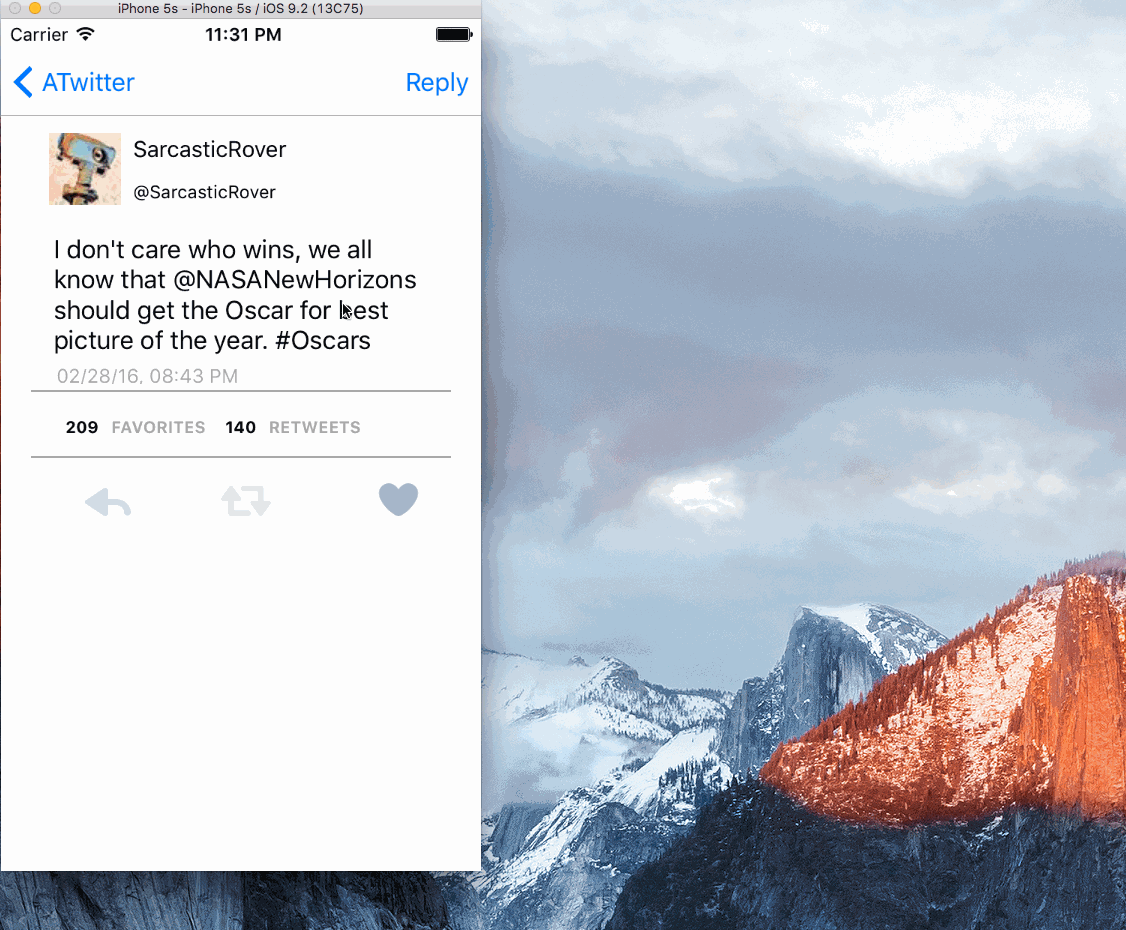 iPhone 5s - iPhone 5s / iOS 9.2 (13C75)
Carrier 11:31 PM
ATwitter Reply
SarcasticRover
@SarcasticRover
I don't care who wins, we all
know that @NASANewHorizons
should get the Oscar for best
picture of the year. #Oscars
02/28/16, 08:43 PM
209 FAVORITES 140 RETWEETS